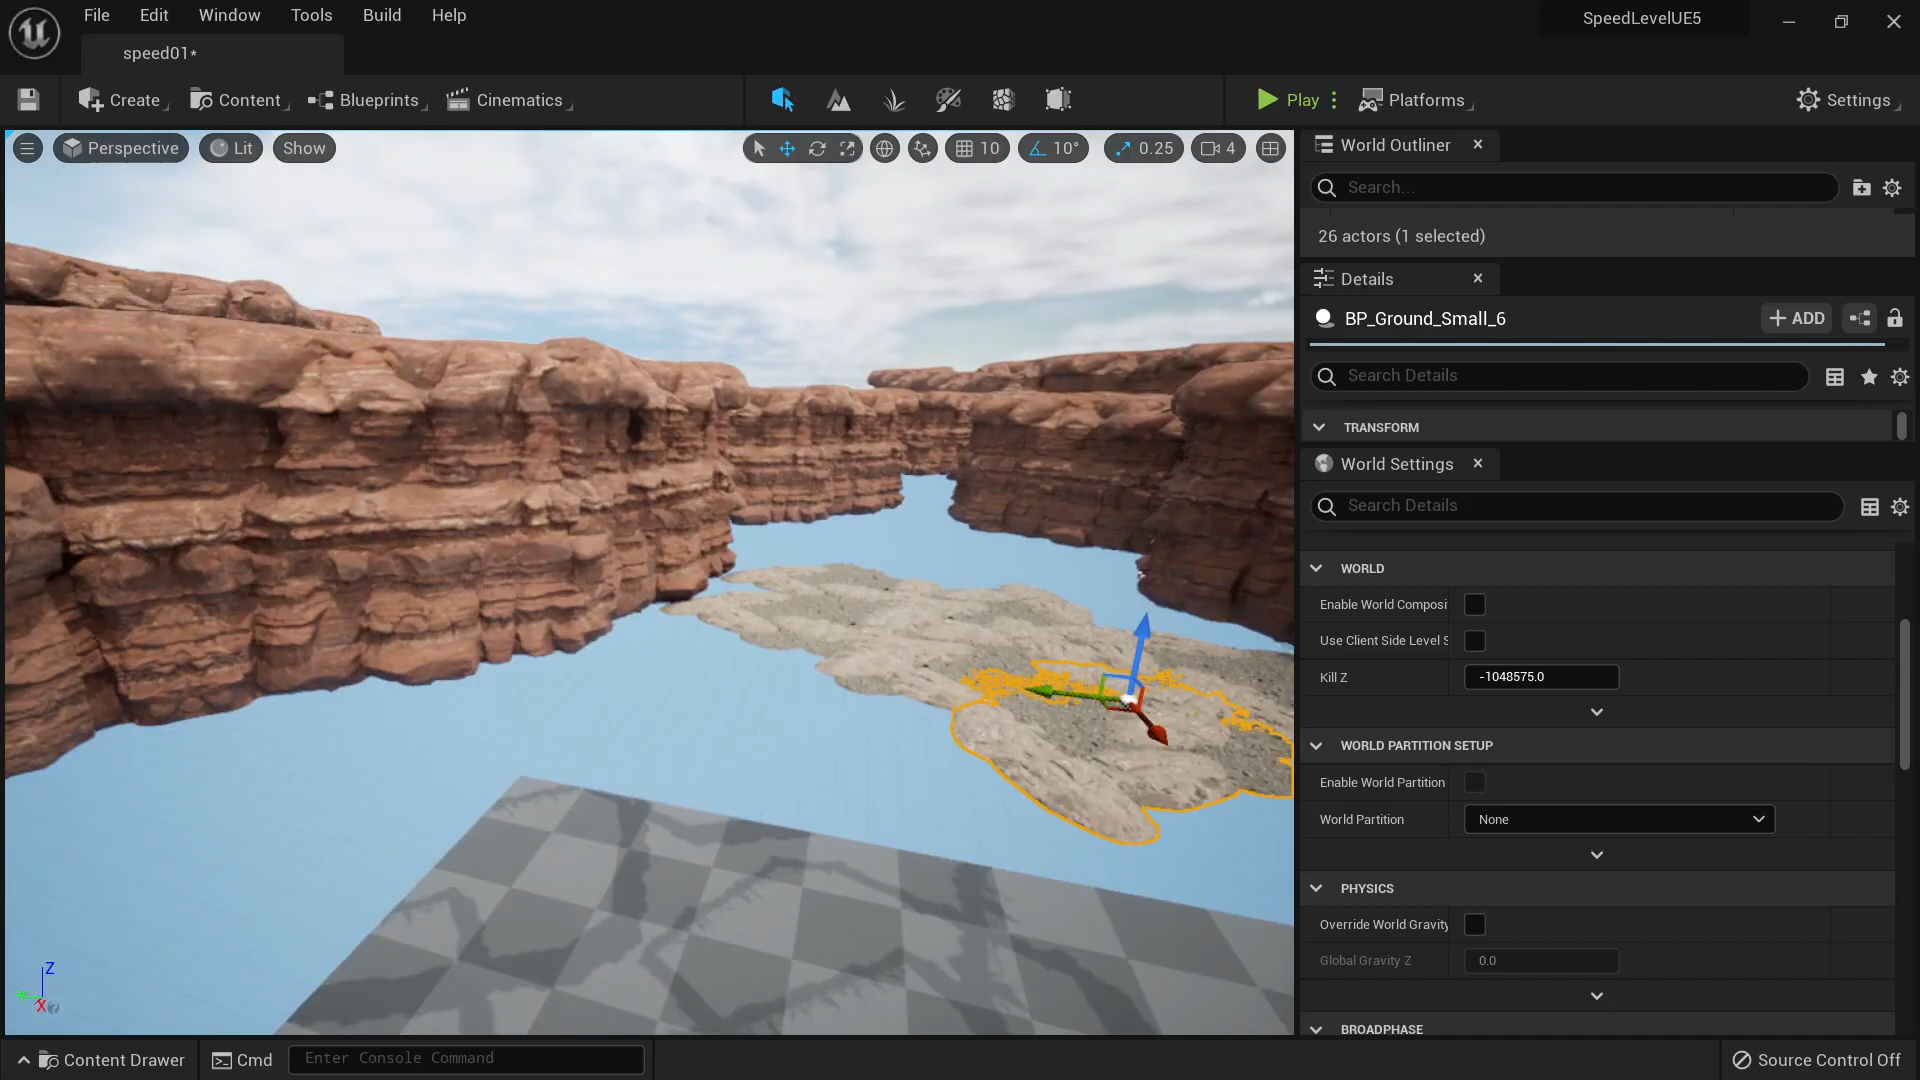 File Edit Window Tools Build Help
SpeedLevelUE5
speed01*
Create Content Blueprints Cinematics Play Platforms Settings
Perspective Lit Show 10 10° 0.25 4
World Outliner
Search...
26 actors (1 selected)
Details
BP_Ground_Small_6 + ADD
Search Details
TRANSFORM
World Settings
Search Details
WORLD
Enable World Composi
Use Client Side Level S
Kill Z -1048575.0
WORLD PARTITION SETUP
Enable World Partition
World Partition None
PHYSICS
Override World Gravity
Global Gravity Z 0.0
BROADPHASE
Z
X
Content Drawer Cmd Enter Console Command Source Control Off